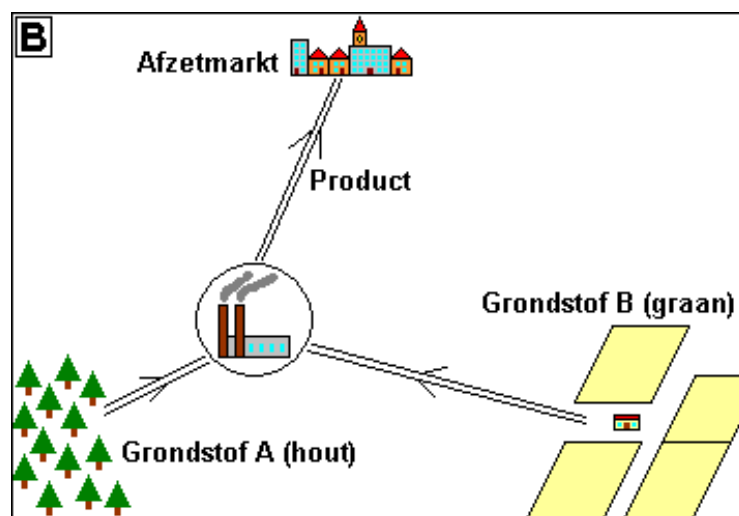 B
Afzetmarkt
Product
Grondstof B (graan)
Grondstof A (hout)